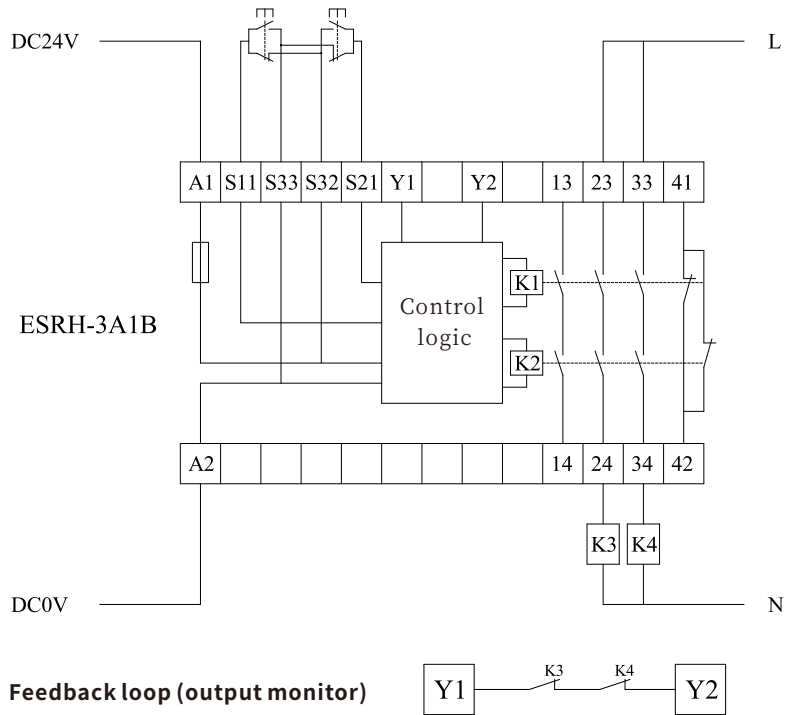 DC24V
L
A1 S11 S33 S32 S21 Y1 Y2 13 23 33 41
K1
Control
logic
ESRH-3A1B
K2
A2 14 24 34 42
K3 K4
DC0V
N
Feedback loop (output monitor)
Y1 K3 K4 Y2